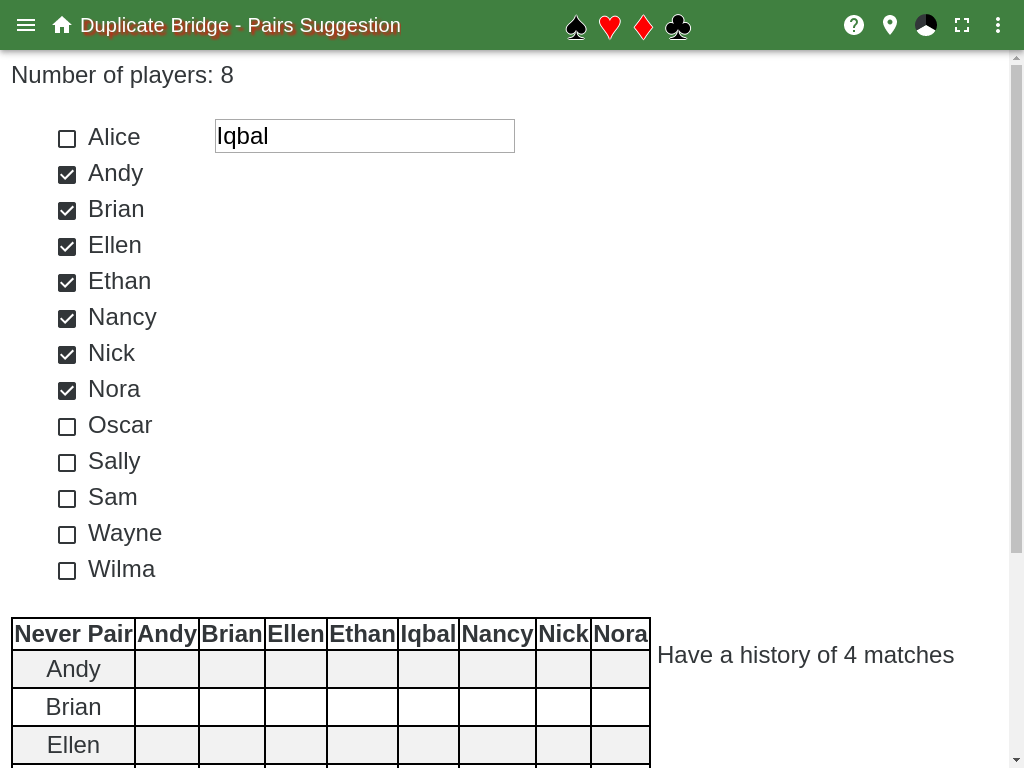 Duplicate Bridge - Pairs Suggestion
Number of players: 8
Alice
Iqbal
Andy
Brian
Ellen
Ethan
Nancy
Nick
Nora
Oscar
Sally
Sam
Wayne
Wilma
Never Pair Andy Brian Ellen Ethan Iqbal Nancy Nick Nora
Andy
Have a history of 4 matches
Brian
Ellen